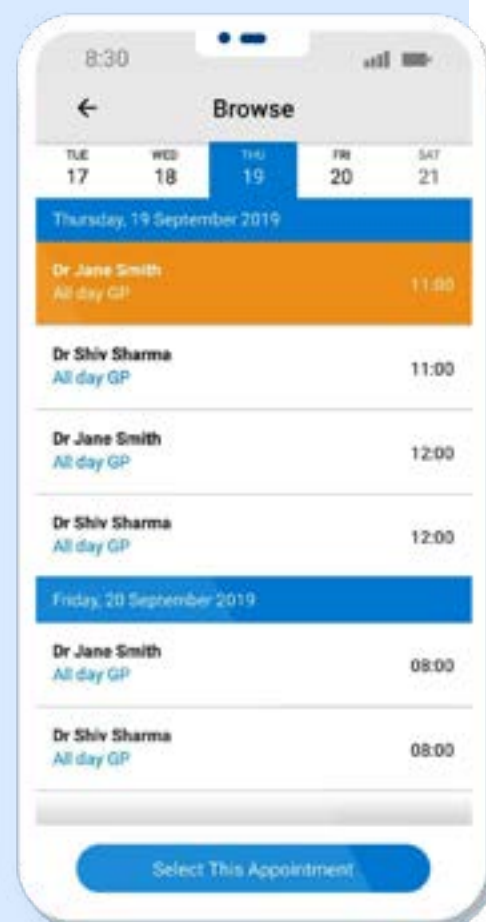 8:30
Browse
TUE WED THU FRI SAT
17 18 19 20 21
Thursday, 19 September 2019
Dr Jane Smith
All day GP
11:00
Dr Shiv Sharma
All day GP
11:00
Dr Jane Smith
All day GP
12:00
Dr Shiv Sharma
All day GP
12:00
Friday, 20 September 2019
Dr Jane Smith
All day GP
08:00
Dr Shiv Sharma
All day GP
08:00
Select This Appointment